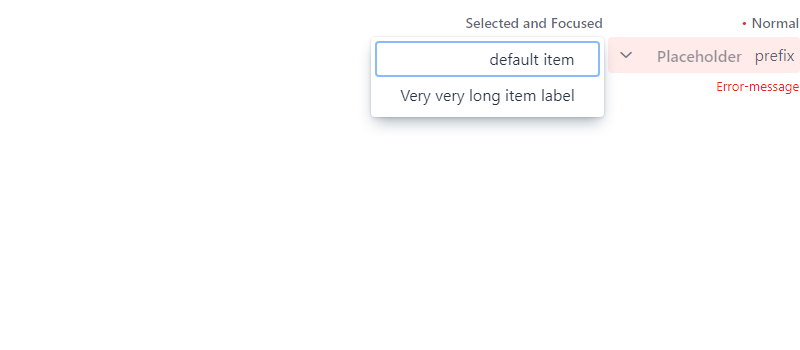 Selected and Focused
• Normal
default item
Very very long item label
Placeholder
prefix
Error-message